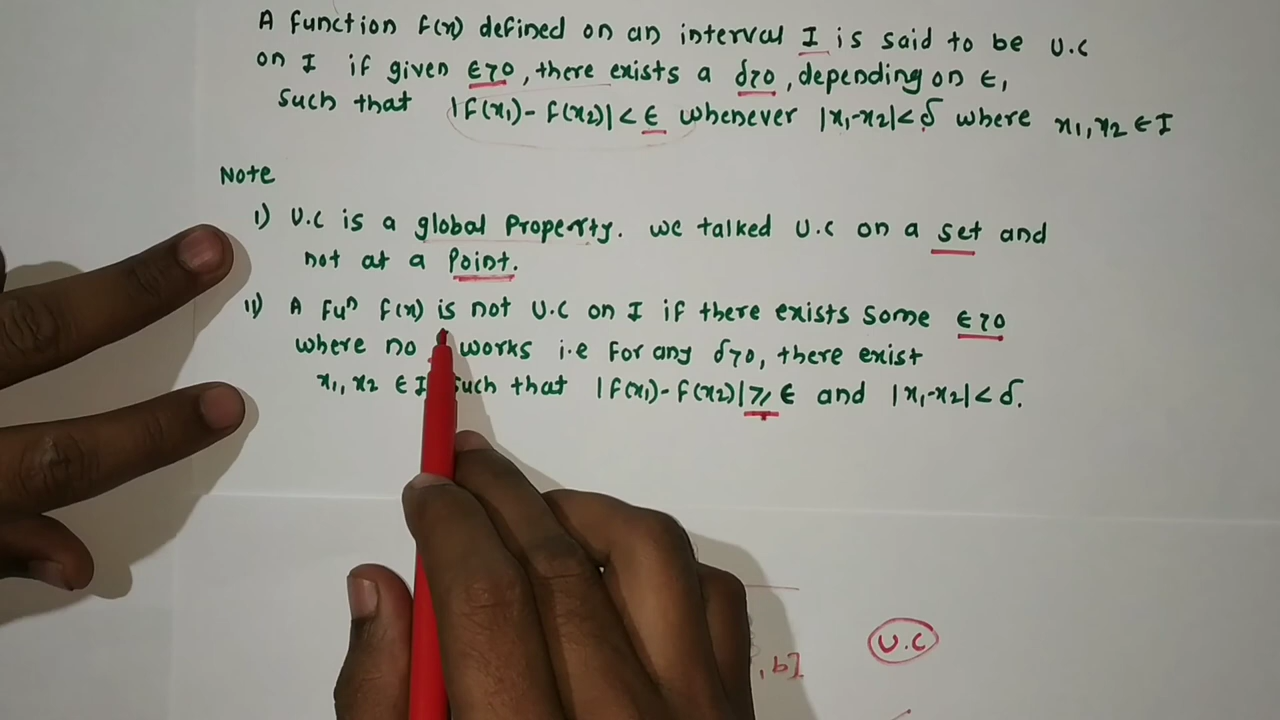 A function f(x) defined on an interval I is said to be U.C
on I if given ϵ>0, there exists a δ>0, depending on ϵ,
such that |f(x1)-f(x2)|<ϵ whenever |x1-x2|<δ where x1,x2 ∈ I
Note
i) U.C is a global Property. we talked U.C on a set and
not at a Point.
ii) A Fuⁿ f(x) is not U.C on I if there exists some ϵ>0
where no works i.e for any δ>0, there exist
x1, x2 ∈ I such that |f(x1)-f(x2)|⩾ϵ and |x1-x2|<δ.
U.C
,b]